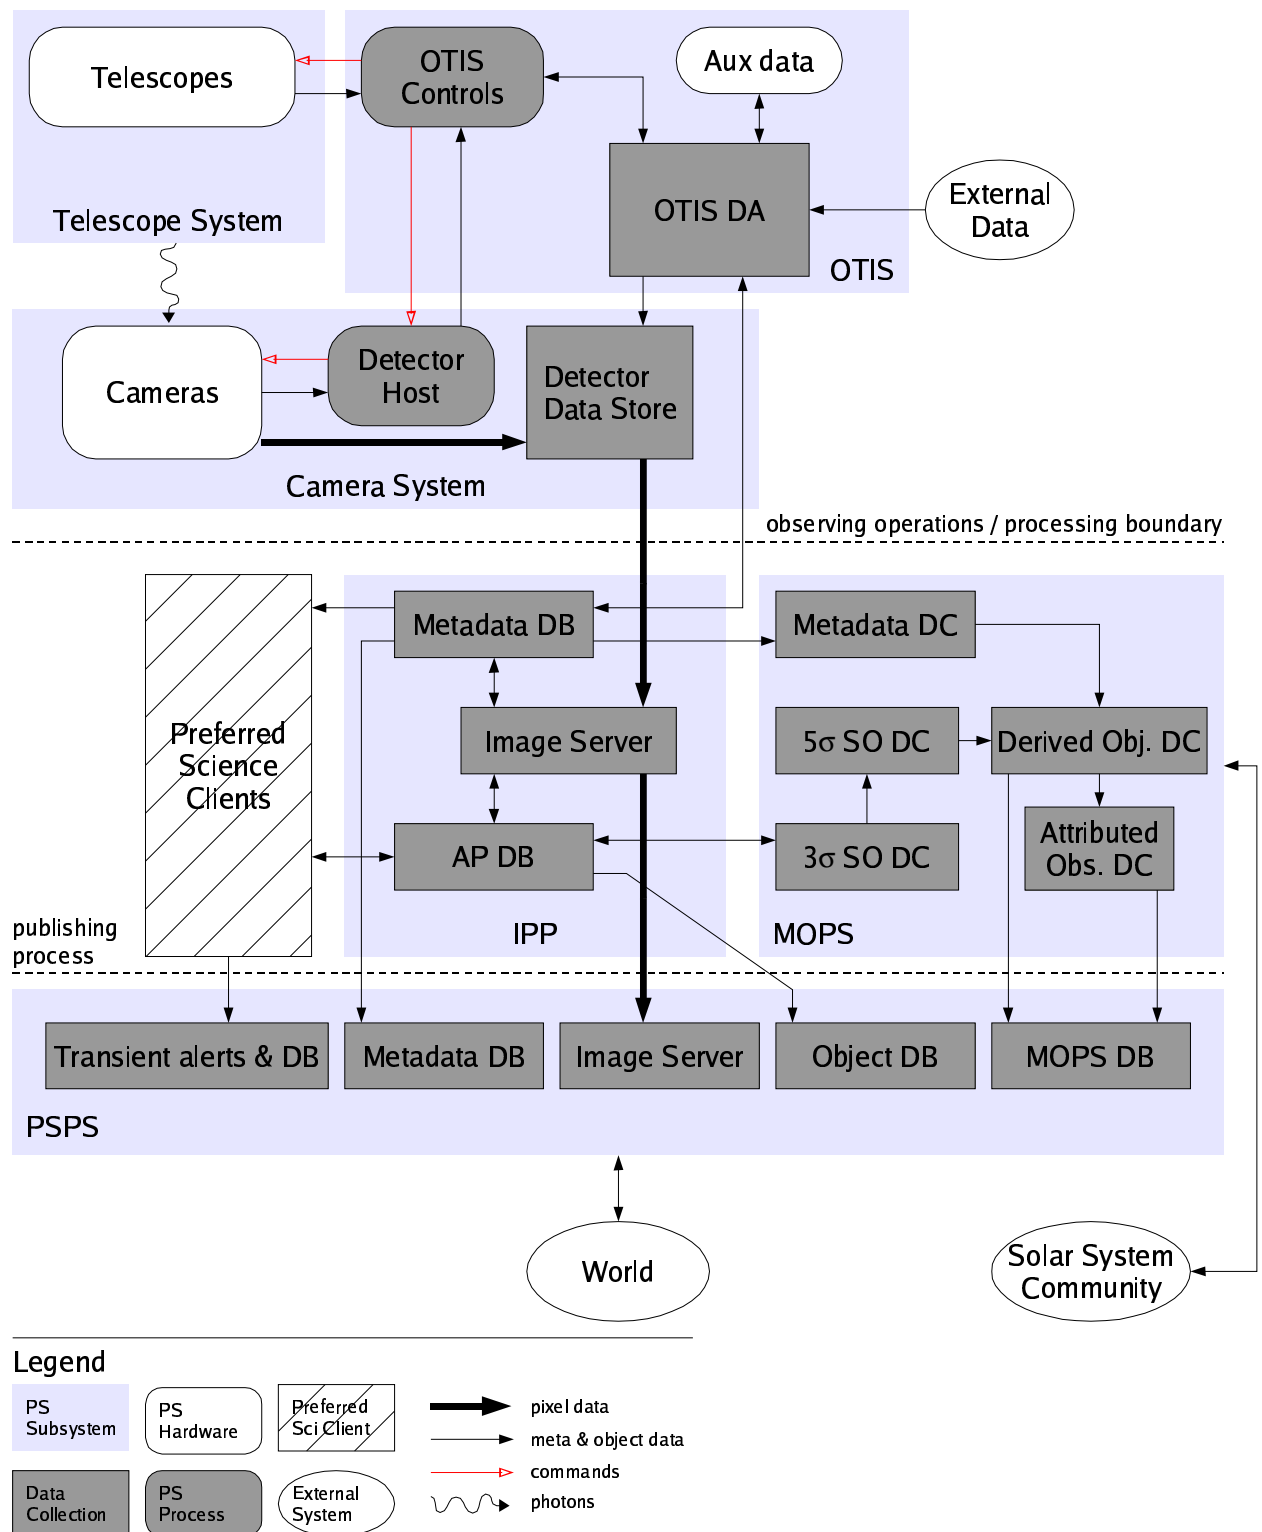 Telescopes
OTIS
Controls
Aux data
OTIS DA
External
Data
Telescope System
OTIS
Cameras
Detector
Host
Detector
Data Store
Camera System
observing operations / processing boundary
Metadata DB
Metadata DC
Preferred
Science
Clients
Image Server
5σ SO DC
Derived Obj. DC
AP DB
3σ SO DC
Attributed
Obs. DC
publishing
process
IPP
MOPS
Transient alerts & DB
Metadata DB
Image Server
Object DB
MOPS DB
PSPS
World
Solar System
Community
Legend
PS
Subsystem
PS
Hardware
Preferred
Sci Client
pixel data
meta & object data
commands
photons
Data
Collection
PS
Process
External
System